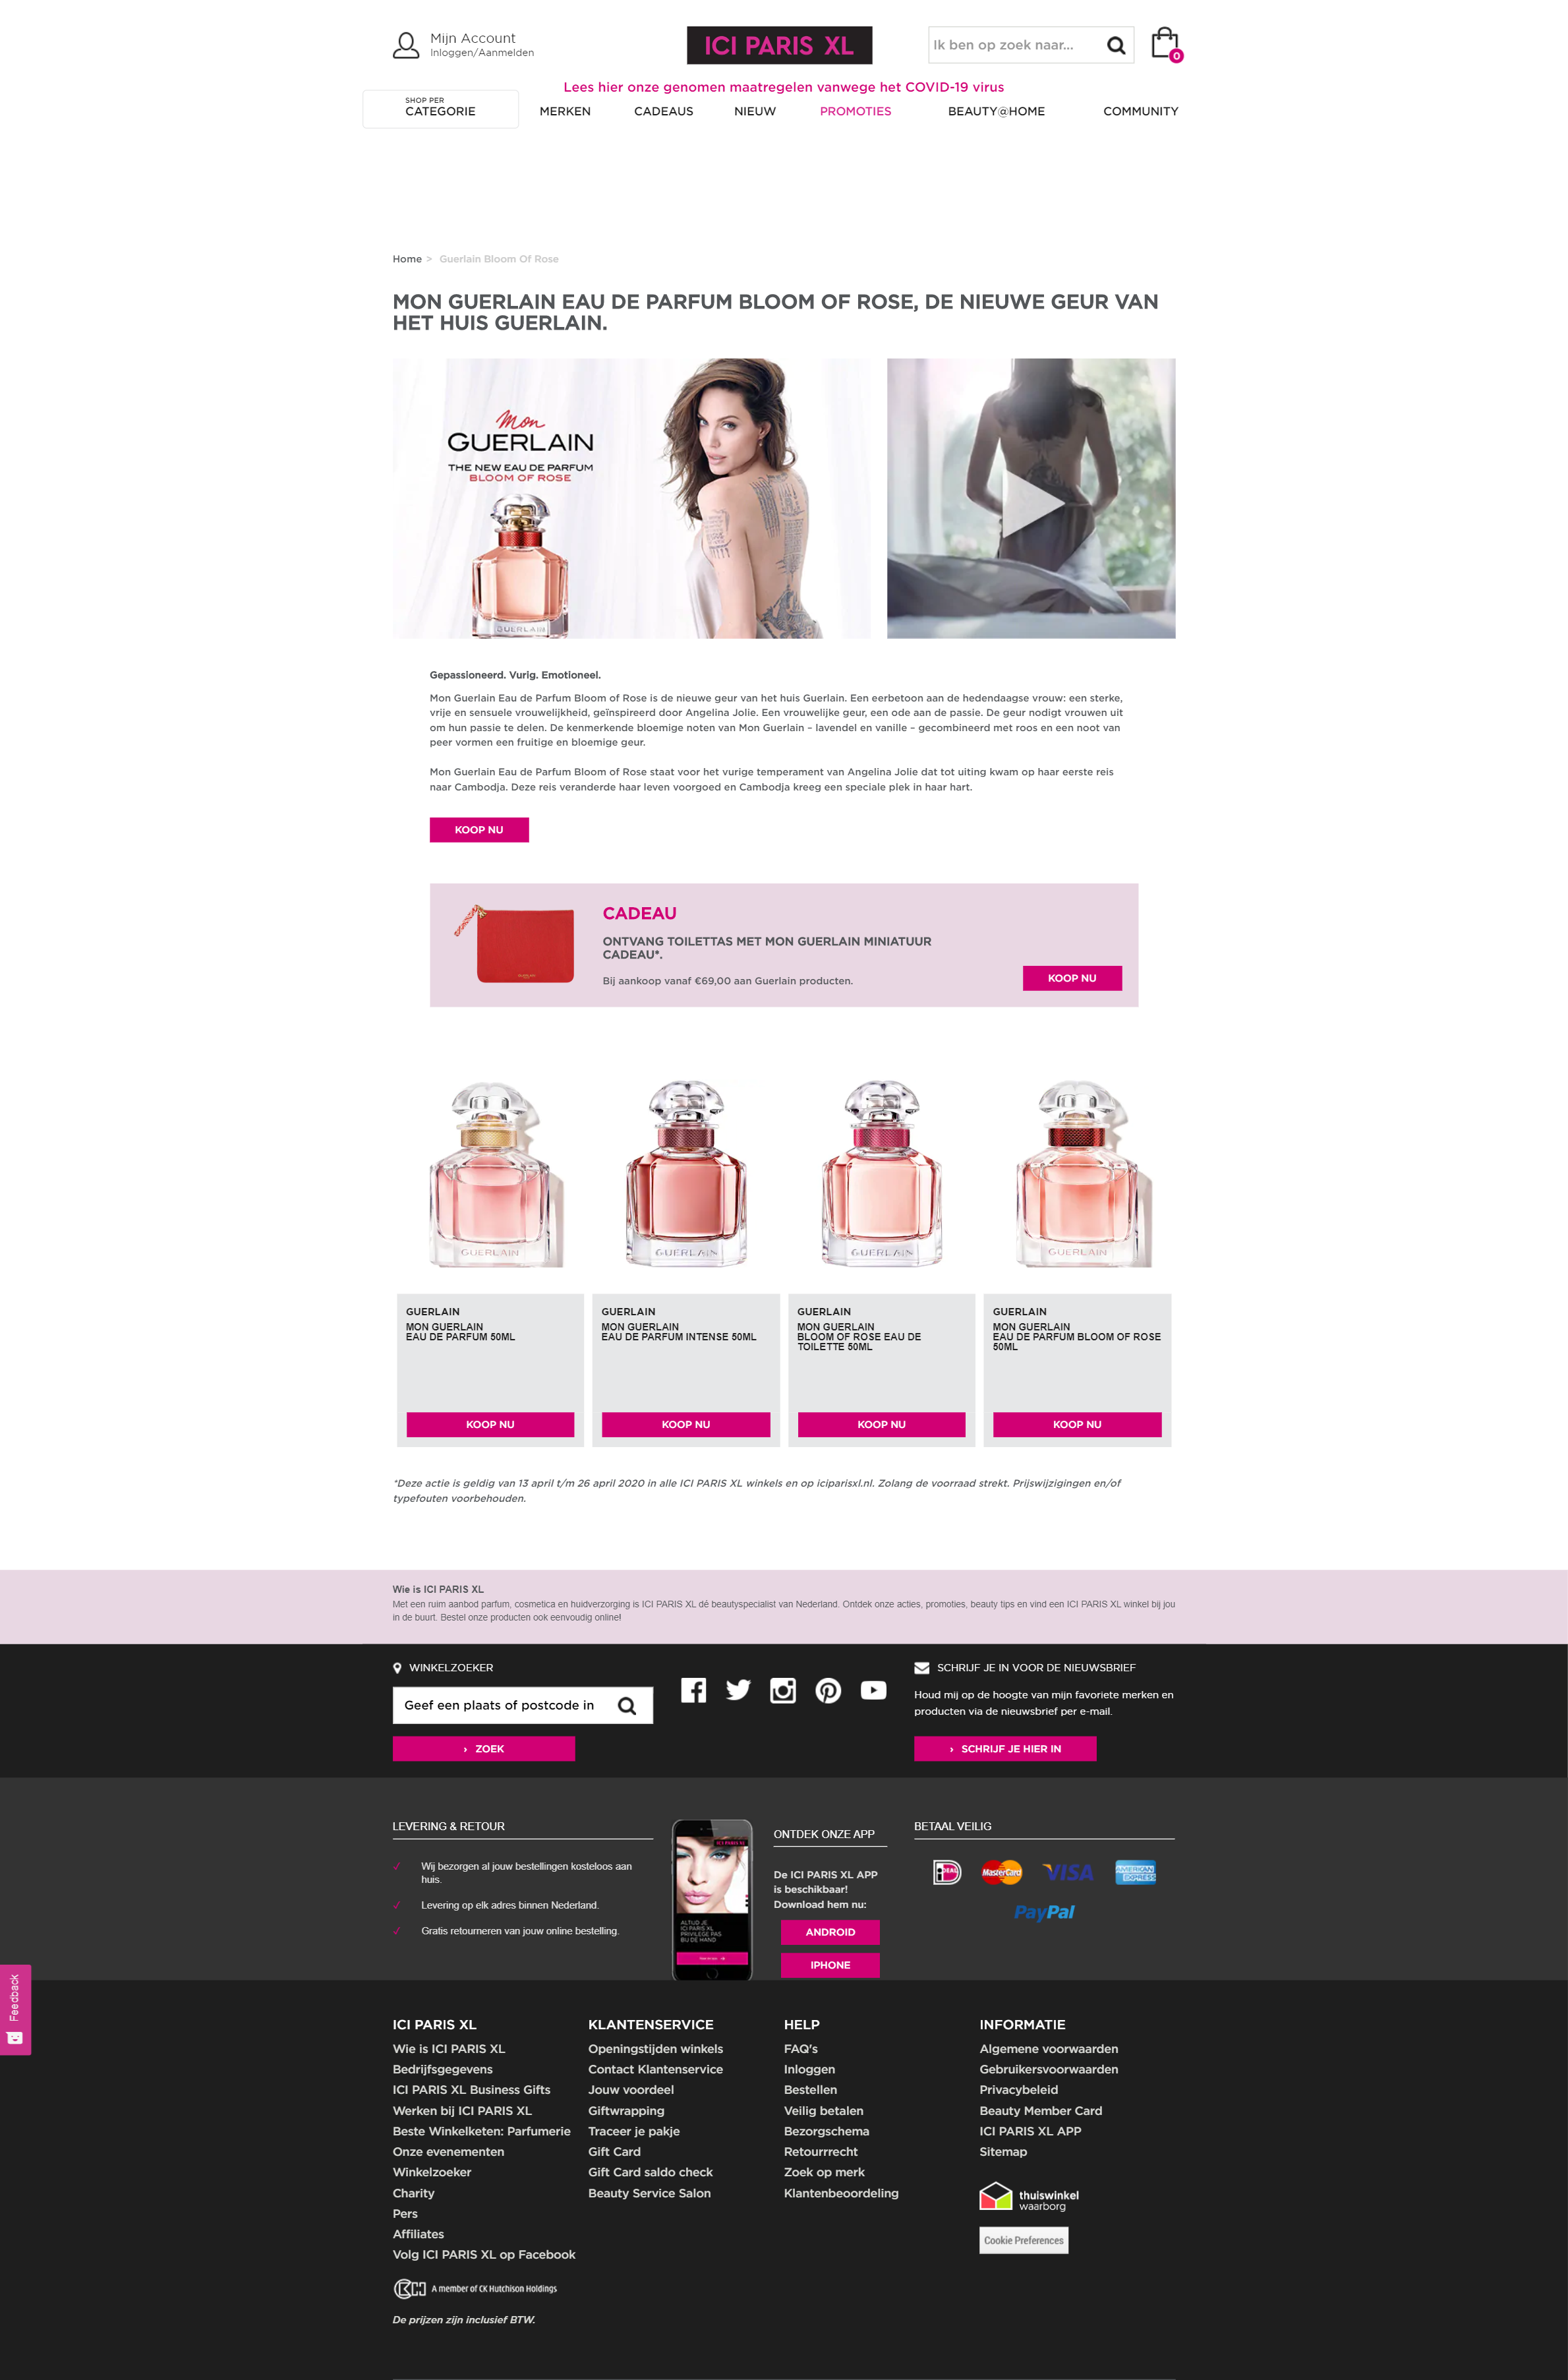 Mijn Account
Inloggen/Aanmelden
ICI PARIS XL
Ik ben op zoek naar...
0
Lees hier onze genomen maatregelen vanwege het COVID-19 virus
SHOP PER
CATEGORIE
MERKEN
CADEAUS
NIEUW
PROMOTIES
BEAUTY@HOME
COMMUNITY
Home > Guerlain Bloom Of Rose
MON GUERLAIN EAU DE PARFUM BLOOM OF ROSE, DE NIEUWE GEUR VAN
HET HUIS GUERLAIN.
Mon
GUERLAIN
THE NEW EAU DE PARFUM
BLOOM OF ROSE
GUERLAIN
Gepassioneerd. Vurig. Emotioneel.
Mon Guerlain Eau de Parfum Bloom of Rose is de nieuwe geur van het huis Guerlain. Een eerbetoon aan de hedendaagse vrouw: een sterke,
vrije en sensuele vrouwelijkheid, geïnspireerd door Angelina Jolie. Een vrouwelijke geur, een ode aan de passie. De geur nodigt vrouwen uit
om hun passie te delen. De kenmerkende bloemige noten van Mon Guerlain – lavendel en vanille – gecombineerd met roos en een noot van
peer vormen een fruitige en bloemige geur.
Mon Guerlain Eau de Parfum Bloom of Rose staat voor het vurige temperament van Angelina Jolie dat tot uiting kwam op haar eerste reis
naar Cambodja. Deze reis veranderde haar leven voorgoed en Cambodja kreeg een speciale plek in haar hart.
KOOP NU
CADEAU
ONTVANG TOILETTAS MET MON GUERLAIN MINIATUUR
CADEAU*.
Bij aankoop vanaf €69,00 aan Guerlain producten.
KOOP NU
GUERLAIN
GUERLAIN
GUERLAIN
GUERLAIN
GUERLAIN
MON GUERLAIN
EAU DE PARFUM 50ML
KOOP NU
GUERLAIN
MON GUERLAIN
EAU DE PARFUM INTENSE 50ML
KOOP NU
GUERLAIN
MON GUERLAIN
BLOOM OF ROSE EAU DE
TOILETTE 50ML
KOOP NU
GUERLAIN
MON GUERLAIN
EAU DE PARFUM BLOOM OF ROSE
50ML
KOOP NU
*Deze actie is geldig van 13 april t/m 26 april 2020 in alle ICI PARIS XL winkels en op iciparisxl.nl. Zolang de voorraad strekt. Prijswijzigingen en/of
typefouten voorbehouden.
Wie is ICI PARIS XL
Met een ruim aanbod parfum, cosmetica en huidverzorging is ICI PARIS XL dé beautyspecialist van Nederland. Ontdek onze acties, promoties, beauty tips en vind een ICI PARIS XL winkel bij jou
in de buurt. Bestel onze producten ook eenvoudig online!
WINKELZOEKER
Geef een plaats of postcode in
› ZOEK
SCHRIJF JE IN VOOR DE NIEUWSBRIEF
Houd mij op de hoogte van mijn favoriete merken en
producten via de nieuwsbrief per e-mail.
› SCHRIJF JE HIER IN
LEVERING & RETOUR
Wij bezorgen al jouw bestellingen kosteloos aan
huis.
Levering op elk adres binnen Nederland.
Gratis retourneren van jouw online bestelling.
ICI PARIS XL
ALTIJD JE
ICI PARIS XL
PRIVILEGE PAS
BIJ DE HAND
ONTDEK ONZE APP
De ICI PARIS XL APP
is beschikbaar!
Download hem nu:
ANDROID
IPHONE
BETAAL VEILIG
iDEAL
MasterCard
VISA
AMERICAN
EXPRESS
PayPal
Feedback
ICI PARIS XL
Wie is ICI PARIS XL
Bedrijfsgegevens
ICI PARIS XL Business Gifts
Werken bij ICI PARIS XL
Beste Winkelketen: Parfumerie
Onze evenementen
Winkelzoeker
Charity
Pers
Affiliates
Volg ICI PARIS XL op Facebook
KLANTENSERVICE
Openingstijden winkels
Contact Klantenservice
Jouw voordeel
Giftwrapping
Traceer je pakje
Gift Card
Gift Card saldo check
Beauty Service Salon
HELP
FAQ's
Inloggen
Bestellen
Veilig betalen
Bezorgschema
Retourrrecht
Zoek op merk
Klantenbeoordeling
INFORMATIE
Algemene voorwaarden
Gebruikersvoorwaarden
Privacybeleid
Beauty Member Card
ICI PARIS XL APP
Sitemap
thuiswinkel
waarborg
Cookie Preferences
A member of CK Hutchison Holdings
De prijzen zijn inclusief BTW.